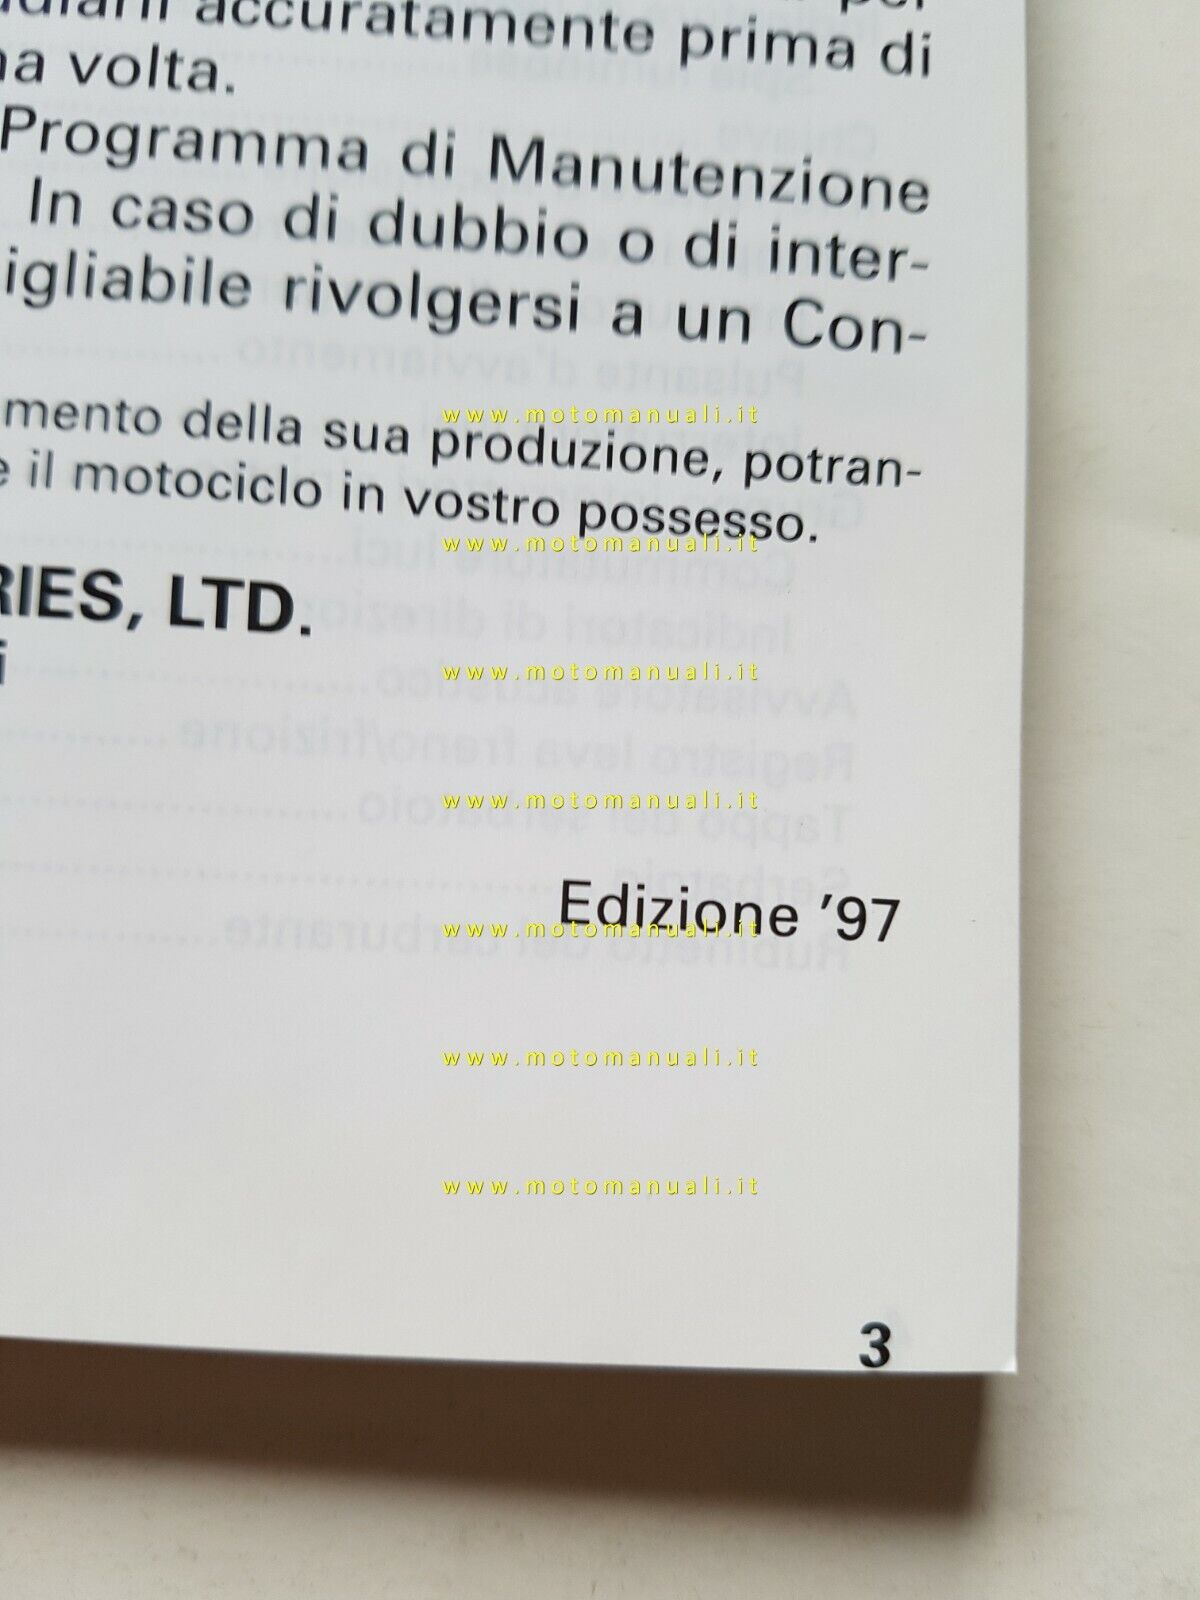 accuratamente prima di
volta.
Programma di Manutenzione
In caso di dubbio o di inter-
igliabile rivolgersi a un Con-
mento della sua produzione, potran-
e il motociclo in vostro possesso.
RIES, LTD.
i
Edizione '97
3
www.motomanuali.it
www.motomanuali.it
www.motomanuali.it
www.motomanuali.it
www.motomanuali.it
www.motomanuali.it
www.motomanuali.it